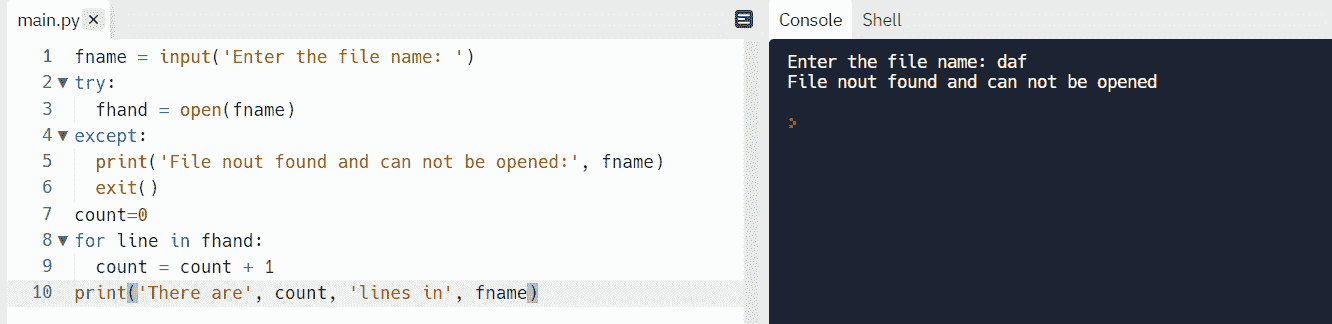 main.py
1 fname = input('Enter the file name: ')
2 try:
3 fhand = open(fname)
4 except:
5 print('File nout found and can not be opened:', fname)
6 exit()
7 count=0
8 for line in fhand:
9 count = count + 1
10 print('There are', count, 'lines in', fname)
Console Shell
Enter the file name: daf
File nout found and can not be opened